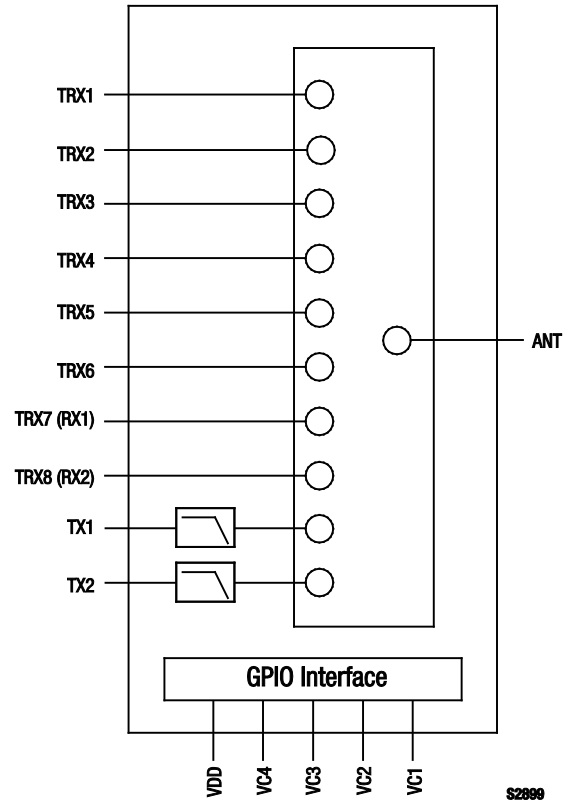 TRX1
TRX2
TRX3
TRX4
TRX5
TRX6
TRX7 (RX1)
TRX8 (RX2)
TX1
TX2
ANT
GPIO Interface
VDD
VC4
VC3
VC2
VC1
S2899